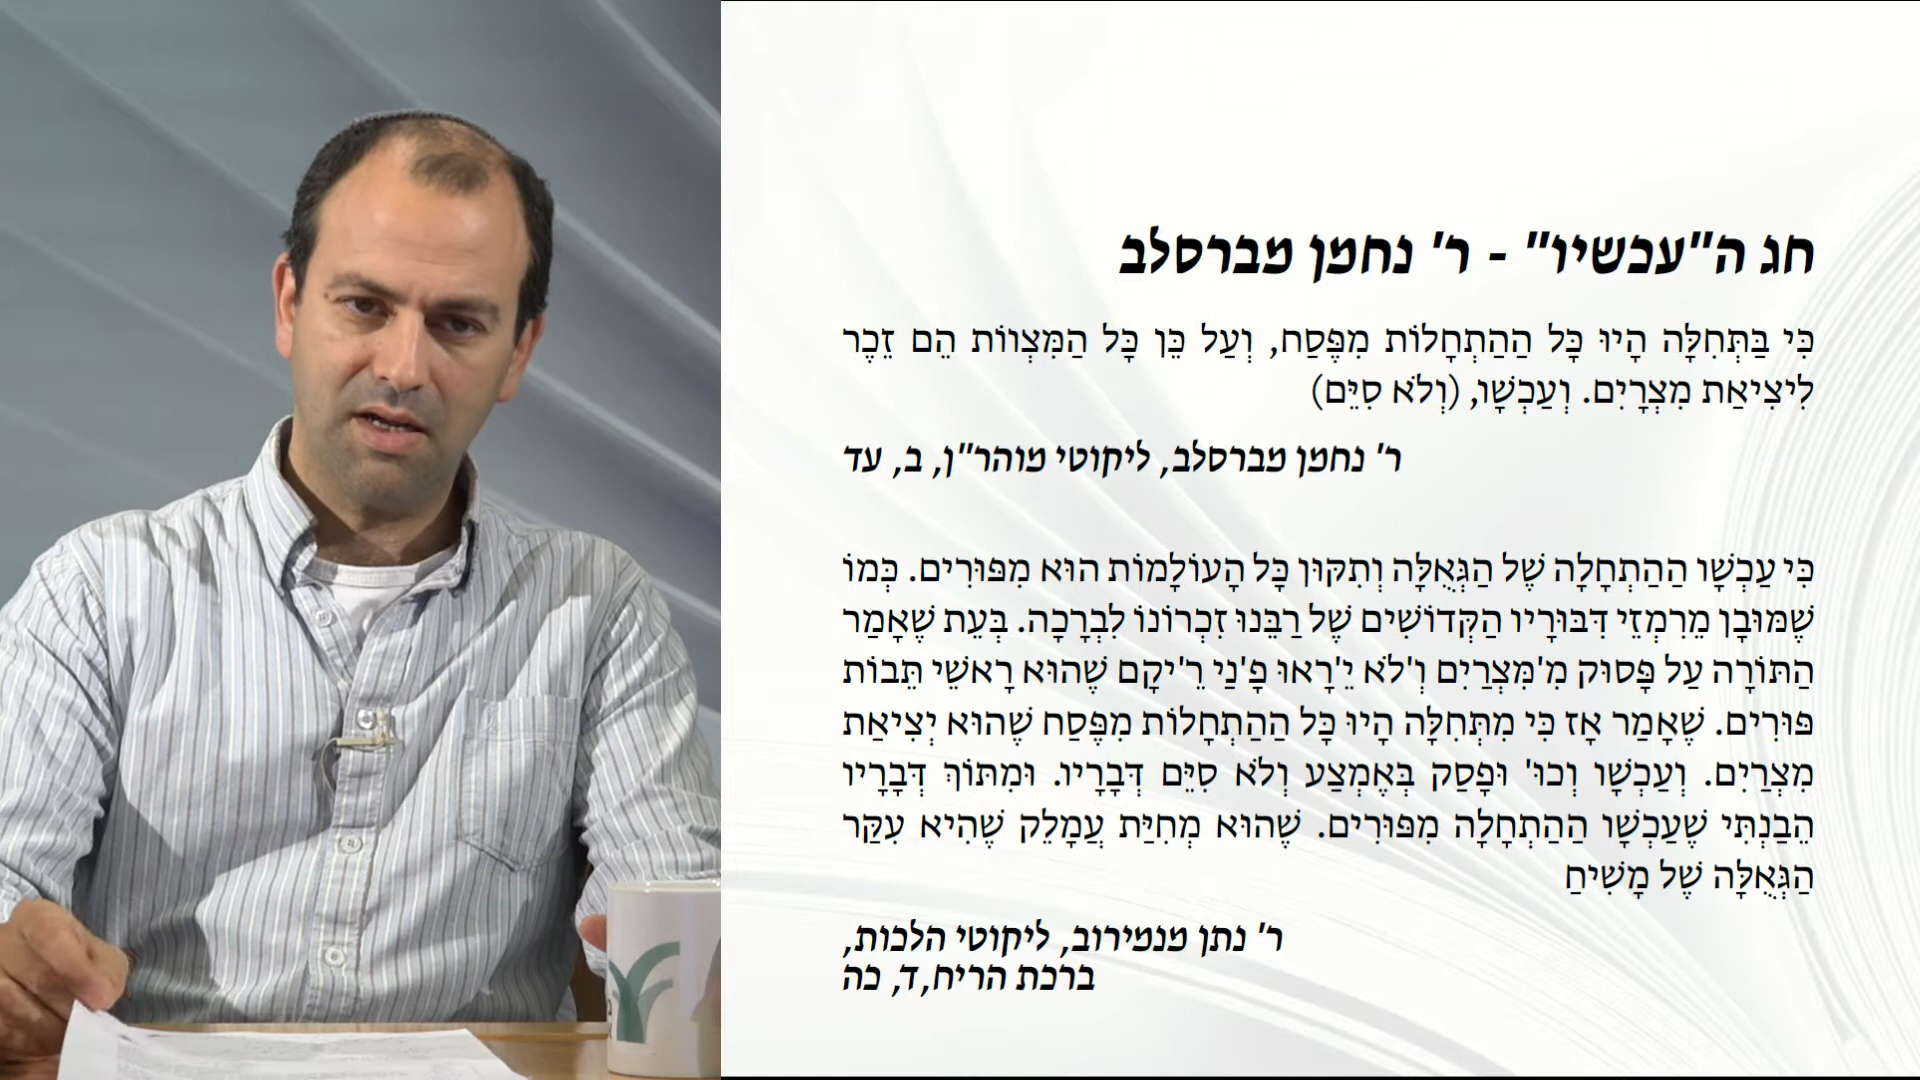 חג ה"עכשיו" - ר' נחמן מברסלב
כִּי בַּתְּחִלָּה הָיוּ כָּל הַהַתְחָלוֹת מִפֶּסַח, וְעַל כֵּן כָּל הַמִּצְווֹת הֵם זֵכֶר
לִיצִיאַת מִצְרָיִם. וְעַכְשָׁו, (וְלֹא סִיֵּם)
ר' נחמן מברסלב, ליקוטי מוהר"ן, ב, עד
כִּי עַכְשָׁו הַהַתְחָלָה שֶׁל הַגְּאֻלָּה וְתִקּוּן כָּל הָעוֹלָמוֹת הוּא מִפּוּרִים. כְּמוֹ
שֶׁמּוּבָן מֵרִמְזֵי דִּבּוּרָיו הַקְּדוֹשִׁים שֶׁל רַבֵּנוּ זִכְרוֹנוֹ לִבְרָכָה. בְּעֵת שֶׁאָמַר
הַתּוֹרָה עַל פָּסוּק מִ'מִּצְרַיִם וְ'לֹא יֵ'רָאוּ פָ'נַי רֵ'יקָם שֶׁהוּא רָאשֵׁי תֵּבוֹת
פּוּרִים. שֶׁאָמַר אָז כִּי מִתְּחִלָּה הָיוּ כָּל הַהַתְחָלוֹת מִפֶּסַח שֶׁהוּא יְצִיאַת
מִצְרַיִם. וְעַכְשָׁו וְכוּ' וּפָסַק בְּאֶמְצַע וְלֹא סִיֵּם דְּבָרָיו. וּמִתּוֹךְ דְּבָרָיו
הֵבַנְתִּי שֶׁעַכְשָׁו הַהַתְחָלָה מִפּוּרִים. שֶׁהוּא מְחִיַּת עֲמָלֵק שֶׁהִיא עִקַּר
הַגְּאֻלָּה שֶׁל מָשִׁיחַ
ר' נתן מנמירוב, ליקוטי הלכות,
ברכת הריח,ד, כה